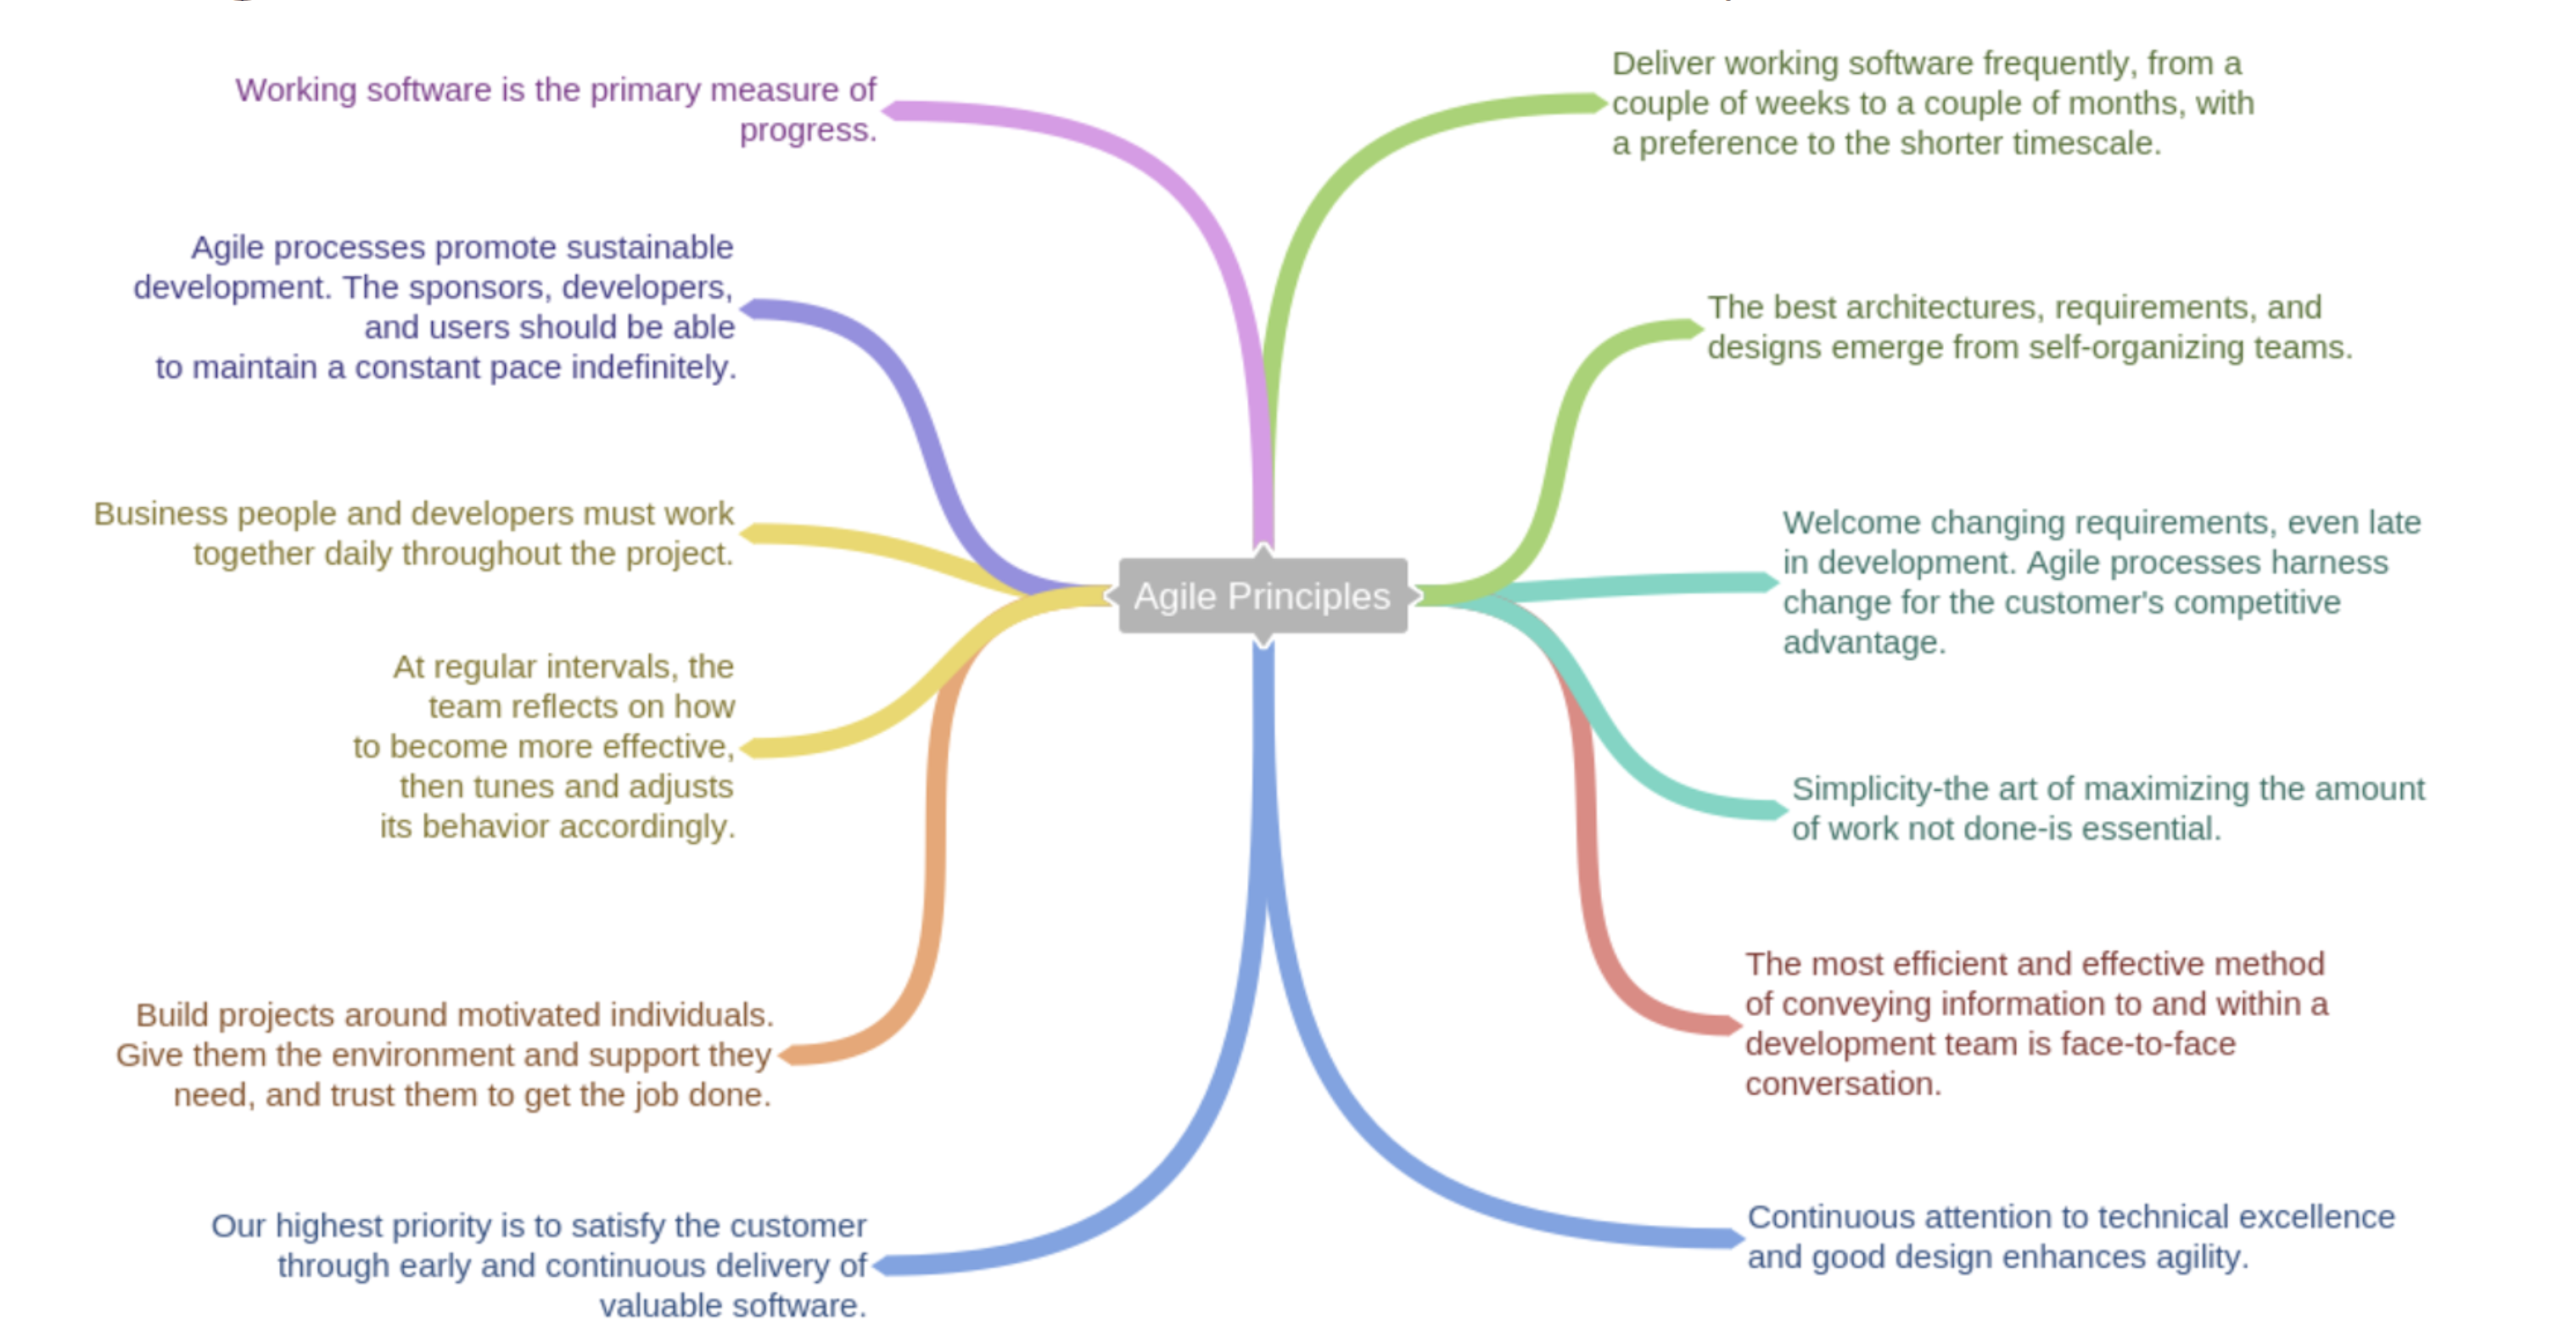 Working software is the primary measure of
progress.
Agile processes promote sustainable
development. The sponsors, developers,
and users should be able
to maintain a constant pace indefinitely.
Business people and developers must work
together daily throughout the project.
At regular intervals, the
team reflects on how
to become more effective,
then tunes and adjusts
its behavior accordingly.
Build projects around motivated individuals.
Give them the environment and support they
need, and trust them to get the job done.
Our highest priority is to satisfy the customer
through early and continuous delivery of
valuable software.
Agile Principles
Deliver working software frequently, from a
couple of weeks to a couple of months, with
a preference to the shorter timescale.
The best architectures, requirements, and
designs emerge from self-organizing teams.
Welcome changing requirements, even late
in development. Agile processes harness
change for the customer's competitive
advantage.
Simplicity-the art of maximizing the amount
of work not done-is essential.
The most efficient and effective method
of conveying information to and within a
development team is face-to-face
conversation.
Continuous attention to technical excellence
and good design enhances agility.